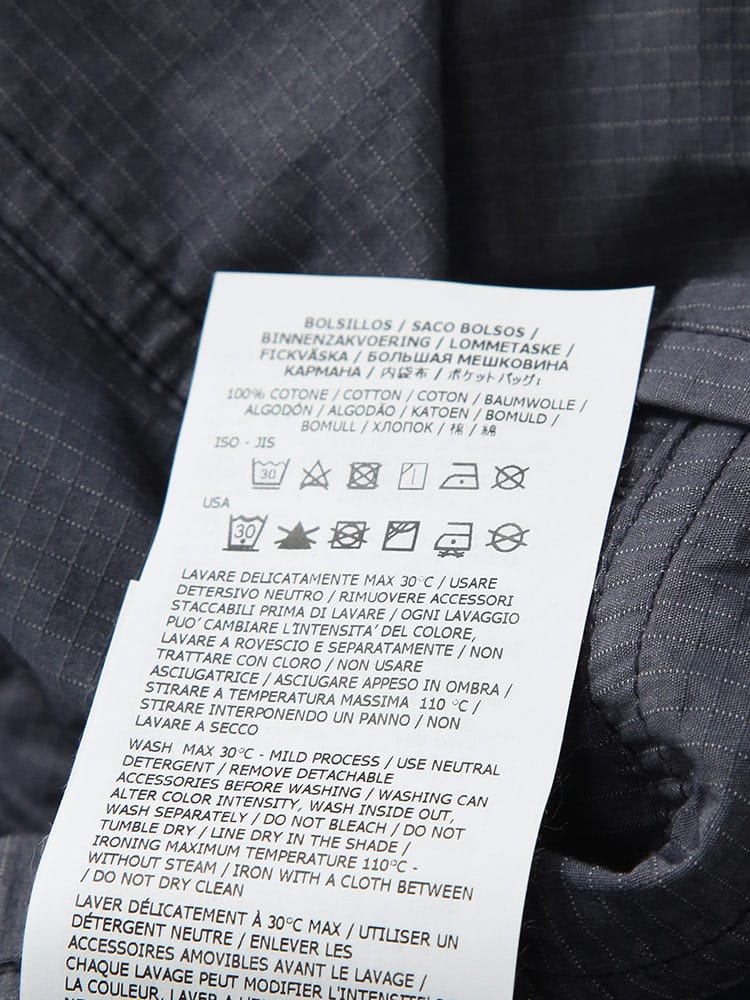 BOLSILLOS / SACO BOLSOS /
BINNENZAKVOERING / LOMMETASKE /
FICKVÄSKA / БОЛЬШАЯ МЕШКОВИНА
КАРМАНА / 内袋布 / ポケットバッグ:
100% COTONE / COTTON / COTON / BAUMWOLLE /
ALGODÓN / ALGODÃO / KATOEN / BOMULD /
BOMULL / ХЛОПОК / 棉 / 綿
ISO - JIS
30
USA
30
LAVARE DELICATAMENTE MAX 30°C / USARE
DETERSIVO NEUTRO / RIMUOVERE ACCESSORI
STACCABILI PRIMA DI LAVARE / OGNI LAVAGGIO
PUO' CAMBIARE L'INTENSITA' DEL COLORE,
LAVARE A ROVESCIO E SEPARATAMENTE / NON
TRATTARE CON CLORO / NON USARE
ASCIUGATRICE / ASCIUGARE APPESO IN OMBRA /
STIRARE A TEMPERATURA MASSIMA 110 °C /
STIRARE INTERPONENDO UN PANNO / NON
LAVARE A SECCO
WASH MAX 30°C - MILD PROCESS / USE NEUTRAL
DETERGENT / REMOVE DETACHABLE
ACCESSORIES BEFORE WASHING / WASHING CAN
ALTER COLOR INTENSITY, WASH INSIDE OUT,
WASH SEPARATELY / DO NOT BLEACH / DO NOT
TUMBLE DRY / LINE DRY IN THE SHADE /
IRONING MAXIMUM TEMPERATURE 110°C -
WITHOUT STEAM / IRON WITH A CLOTH BETWEEN
/ DO NOT DRY CLEAN
LAVER DÉLICATEMENT À 30°C MAX / UTILISER UN
DÉTERGENT NEUTRE / ENLEVER LES
ACCESSOIRES AMOVIBLES AVANT LE LAVAGE /
CHAQUE LAVAGE PEUT MODIFIER L'INTENSITÉ DE
LA COULEUR, LAVER A